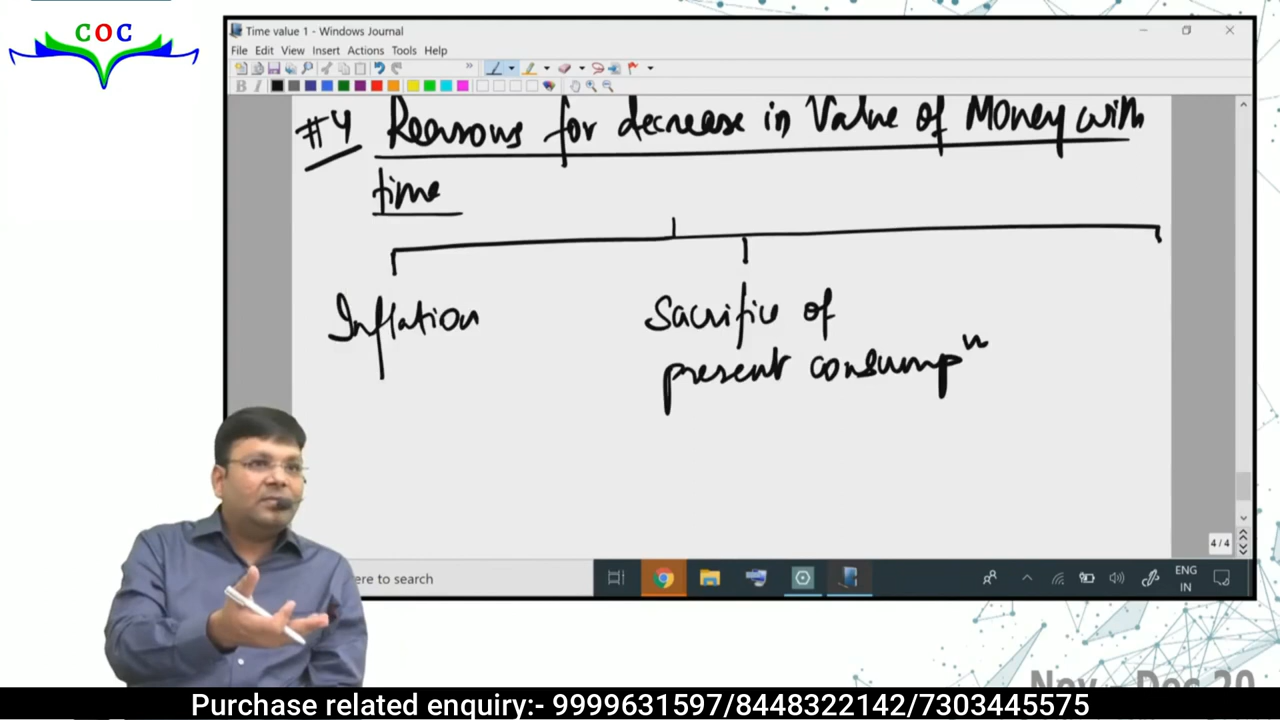 COC
Time value 1 - Windows Journal
File Edit View Insert Actions Tools Help
#4 Reasons for decrease in Value of Money with
time
Inflation
Sacrifice of
present consumpⁿ
4 / 4
ere to search
ENG
IN
Purchase related enquiry:- 9999631597/8448322142/7303445575